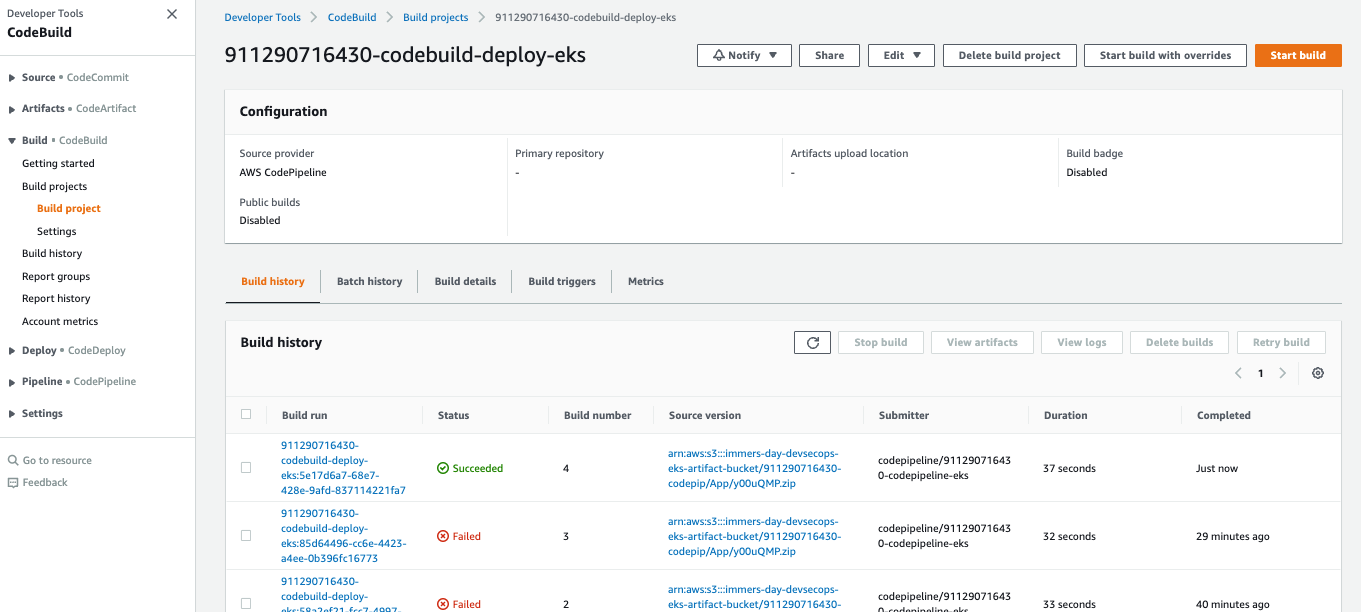 Developer Tools
CodeBuild
Source • CodeCommit
Artifacts • CodeArtifact
Build • CodeBuild
Getting started
Build projects
Build project
Settings
Build history
Report groups
Report history
Account metrics
Deploy • CodeDeploy
Pipeline • CodePipeline
Settings
Go to resource
Feedback
Developer Tools > CodeBuild > Build projects > 911290716430-codebuild-deploy-eks
911290716430-codebuild-deploy-eks
Notify Share Edit Delete build project Start build with overrides Start build
Configuration
Source provider Primary repository Artifacts upload location Build badge
AWS CodePipeline - - Disabled
Public builds
Disabled
Build history Batch history Build details Build triggers Metrics
Build history Stop build View artifacts View logs Delete builds Retry build
1
Build run Status Build number Source version Submitter Duration Completed
911290716430-
codebuild-deploy-
eks:5e17d6a7-68e7-
428e-9afd-837114221fa7
Succeeded
4
arn:aws:s3:::immers-day-devsecops-
eks-artifact-bucket/911290716430-
codepip/App/y00uQMP.zip
codepipeline/91129071643
0-codepipeline-eks
37 seconds
Just now
911290716430-
codebuild-deploy-
eks:85d64496-cc6e-4423-
a4ee-0b396fc16773
Failed
3
arn:aws:s3:::immers-day-devsecops-
eks-artifact-bucket/911290716430-
codepip/App/y00uQMP.zip
codepipeline/91129071643
0-codepipeline-eks
32 seconds
29 minutes ago
911290716430-
codebuild-deploy-
eks:58a2ef21-fcc7-4997-
Failed
2
arn:aws:s3:::immers-day-devsecops-
eks-artifact-bucket/911290716430-
codepipeline/91129071643
0-codepipeline-eks
33 seconds
40 minutes ago